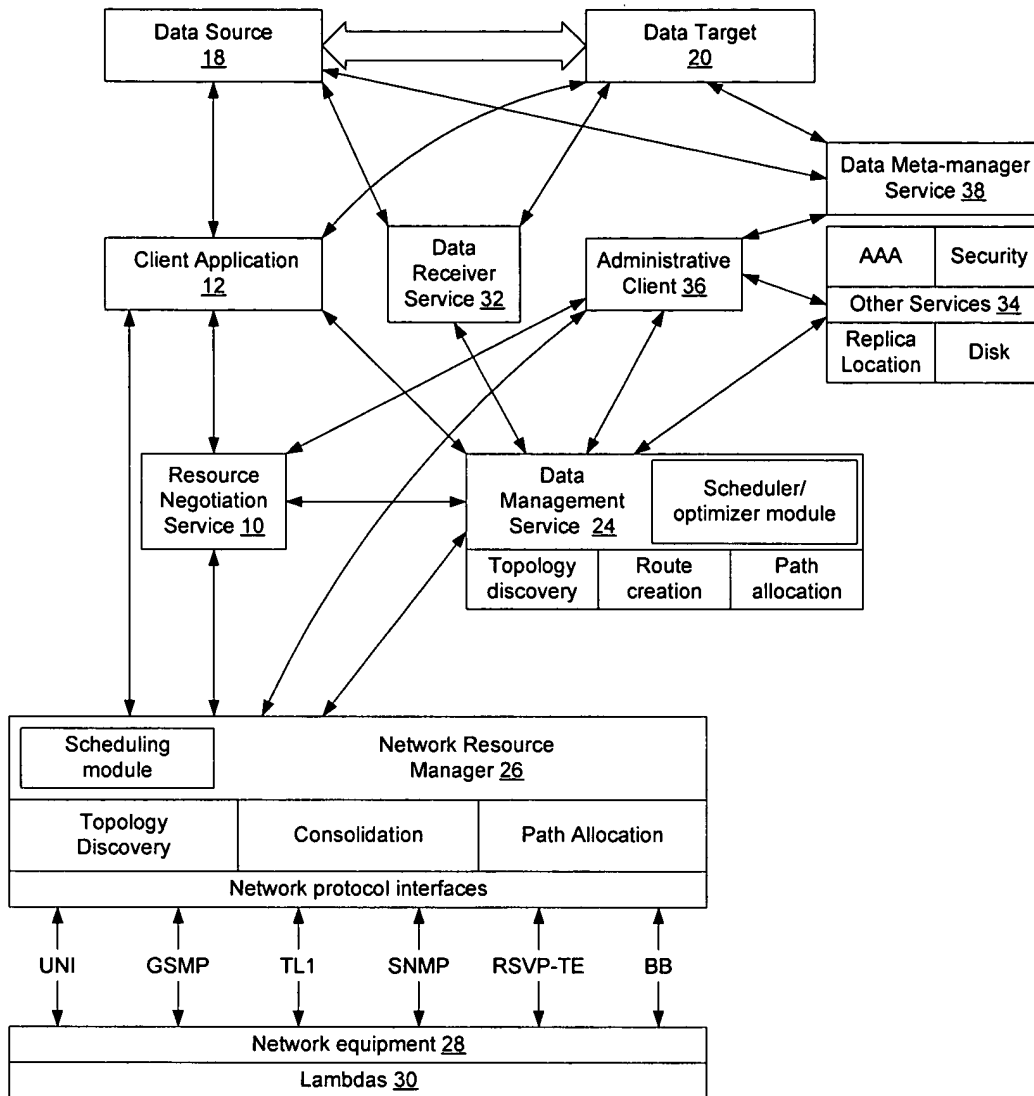 Data Source
18
Data Target
20
Data Meta-manager
Service 38
Client Application
12
Data
Receiver
Service 32
Administrative
Client 36
AAA
Security
Other Services 34
Replica
Location
Disk
Resource
Negotiation
Service 10
Data
Management
Service 24
Scheduler/
optimizer module
Topology
discovery
Route
creation
Path
allocation
Scheduling
module
Network Resource
Manager 26
Topology
Discovery
Consolidation
Path Allocation
Network protocol interfaces
UNI
GSMP
TL1
SNMP
RSVP-TE
BB
Network equipment 28
Lambdas 30